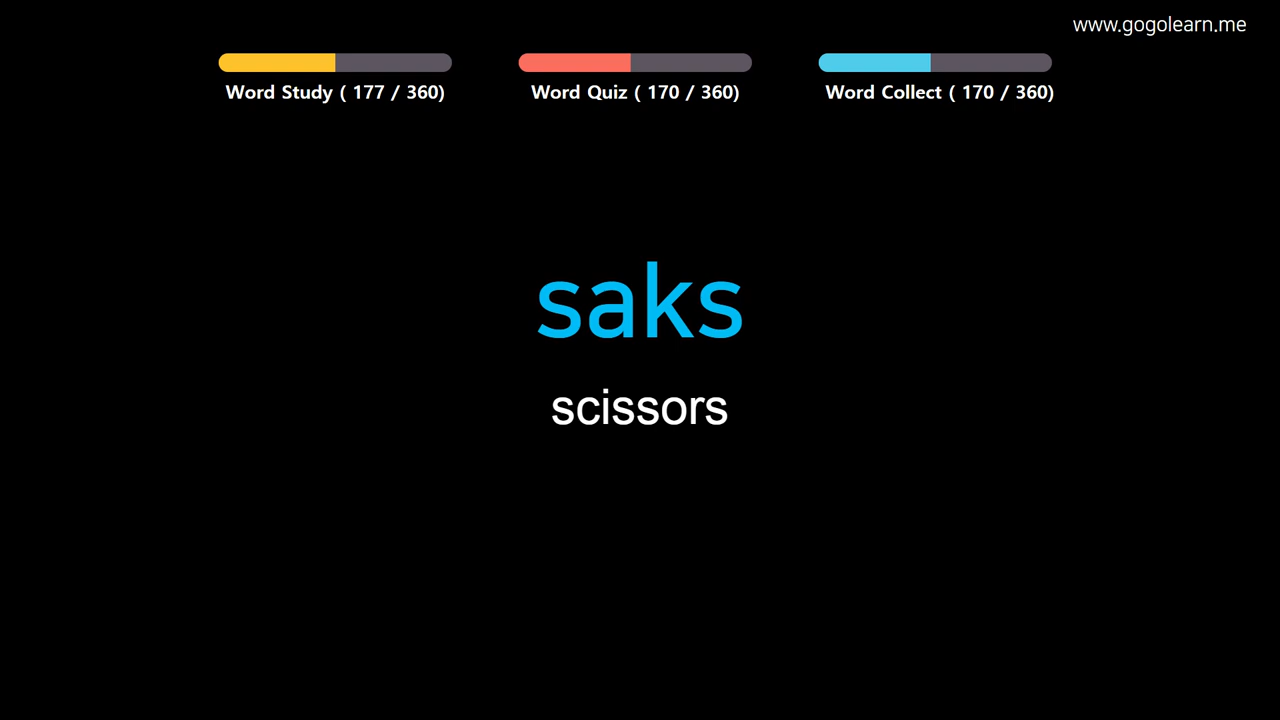 www.gogolearn.me
Word Study ( 177 / 360)
Word Quiz ( 170 / 360)
Word Collect ( 170 / 360)
saks
scissors